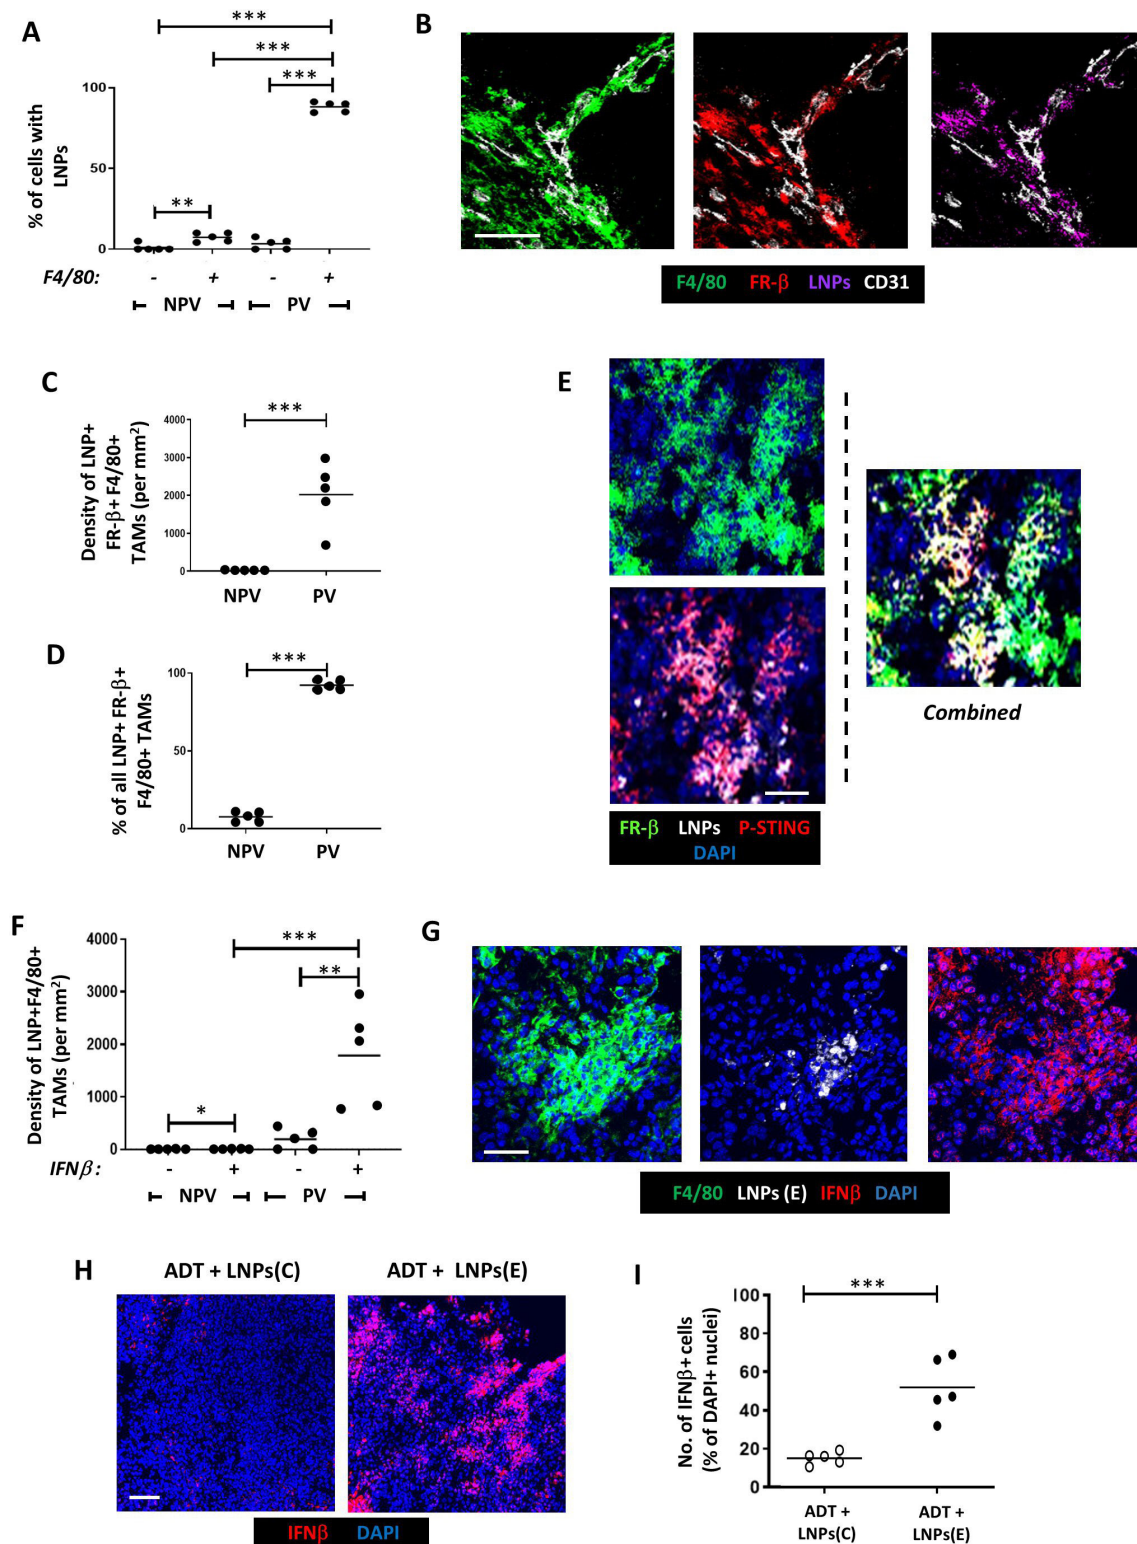 A
% of cells with
LNPs
100
50
0
***
***
***
**
F4/80:
- + - +
NPV PV
B
F4/80 FR-β LNPs CD31
C
Density of LNP+
FR-β+ F4/80+
TAMs (per mm²)
4000
3000
2000
1000
0
***
NPV PV
D
% of all LNP+ FR-β+
F4/80+ TAMs
100
50
0
***
NPV PV
E
Combined
FR-β LNPs P-STING
DAPI
F
Density of LNP+F4/80+
TAMs (per mm²)
4000
3000
2000
1000
0
***
**
*
IFNβ:
- + - +
NPV PV
G
F4/80 LNPs (E) IFNβ DAPI
H
ADT + LNPs(C) ADT + LNPs(E)
IFNβ DAPI
I
No. of IFNβ+ cells
(% of DAPI+ nuclei)
100
80
60
40
20
0
***
ADT + ADT +
LNPs(C) LNPs(E)